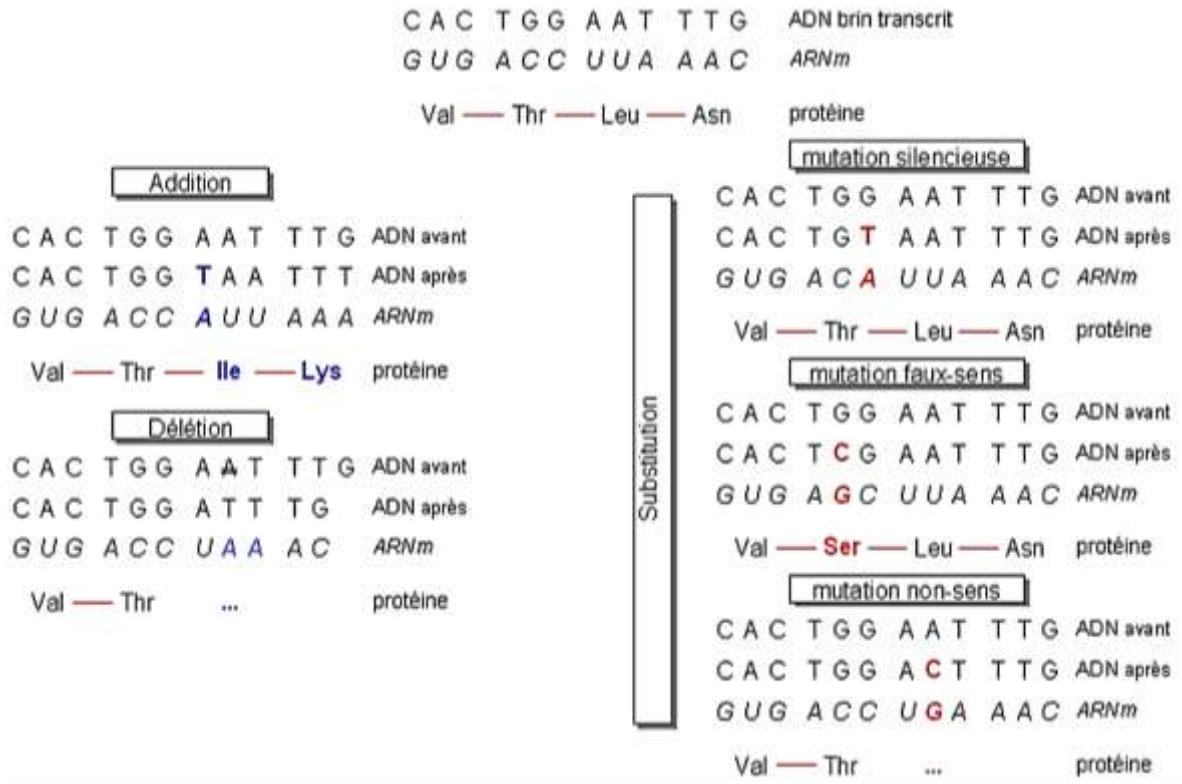 CAC TGG AAT TTG ADN brin transcrit
GUG ACC UUA AAC ARNm
Val — Thr — Leu — Asn protéine
Addition
CAC TGG AAT TTG ADN avant
CAC TGG TAA TTT ADN après
GUG ACC AUU AAA ARNm
Val — Thr — Ile — Lys protéine
Délétion
CAC TGG AAT TTG ADN avant
CAC TGG ATT TG ADN après
GUG ACC UAA AC ARNm
Val — Thr ... protéine
Substitution
mutation silencieuse
CAC TGG AAT TTG ADN avant
CAC TGT AAT TTG ADN après
GUG ACA UUA AAC ARNm
Val — Thr — Leu — Asn protéine
mutation faux-sens
CAC TGG AAT TTG ADN avant
CAC TCG AAT TTG ADN après
GUG AGC UUA AAC ARNm
Val — Ser — Leu — Asn protéine
mutation non-sens
CAC TGG AAT TTG ADN avant
CAC TGG ACT TTG ADN après
GUG ACC UGA AAC ARNm
Val — Thr ... protéine